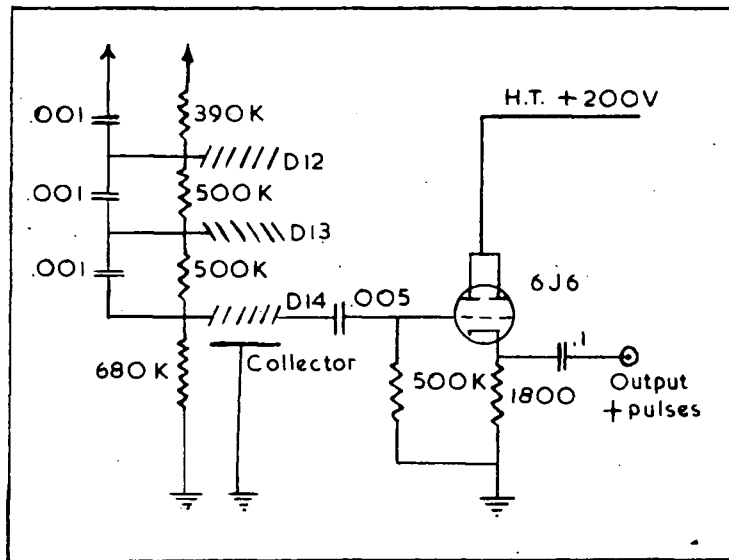 .001
390K
H.T. +200V
D12
.001
500K
D13
.001
500K
6J6
D14
.005
680K
Collector
500K
1800
.1
Output
+ pulses